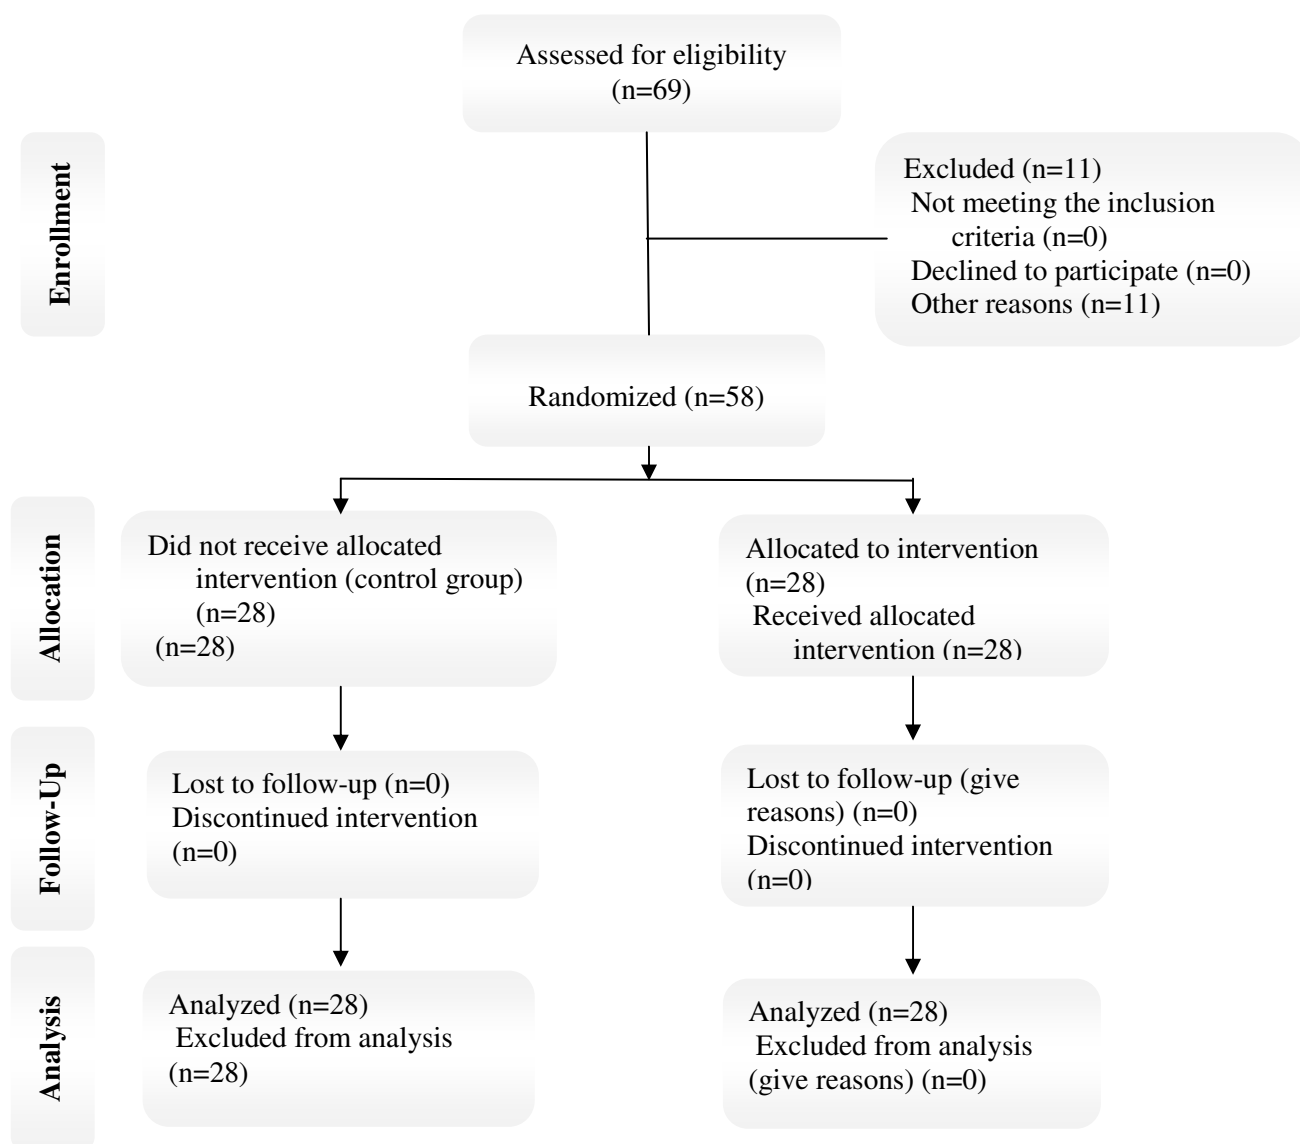 Assessed for eligibility
(n=69)
Enrollment
Excluded (n=11)
Not meeting the inclusion
criteria (n=0)
Declined to participate (n=0)
Other reasons (n=11)
Randomized (n=58)
Allocation
Did not receive allocated
intervention (control group)
(n=28)
(n=28)
Allocated to intervention
(n=28)
Received allocated
intervention (n=28)
Follow-Up
Lost to follow-up (n=0)
Discontinued intervention
(n=0)
Lost to follow-up (give
reasons) (n=0)
Discontinued intervention
(n=0)
Analysis
Analyzed (n=28)
Excluded from analysis
(n=28)
Analyzed (n=28)
Excluded from analysis
(give reasons) (n=0)